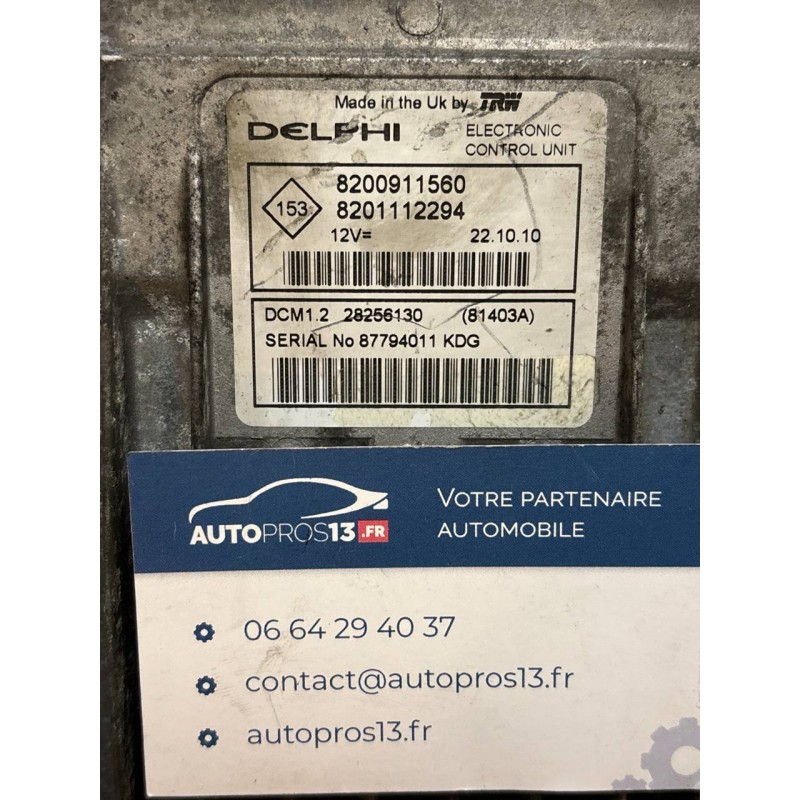 Made in the Uk by TRW
DELPHI
ELECTRONIC
CONTROL UNIT
153
8200911560
8201112294
12V= 22.10.10
DCM1.2 28256130 (81403A)
SERIAL No 87794011 KDG
AUTOPROS13.FR
VOTRE PARTENAIRE
AUTOMOBILE
06 64 29 40 37
contact@autopros13.fr
autopros13.fr